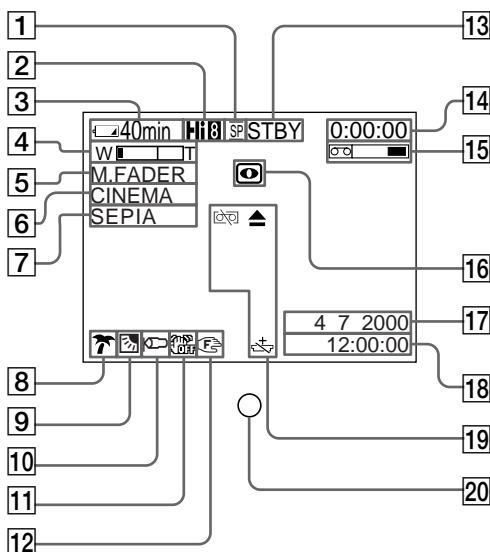 1 13
2
3
40min Hi8 SP STBY 0:00:00 14
4 W T 15
5 M.FADER
6 CINEMA 16
7 SEPIA
4 7 2000 17
8 OFF F 12:00:00 18
9
10 19
11
12 20